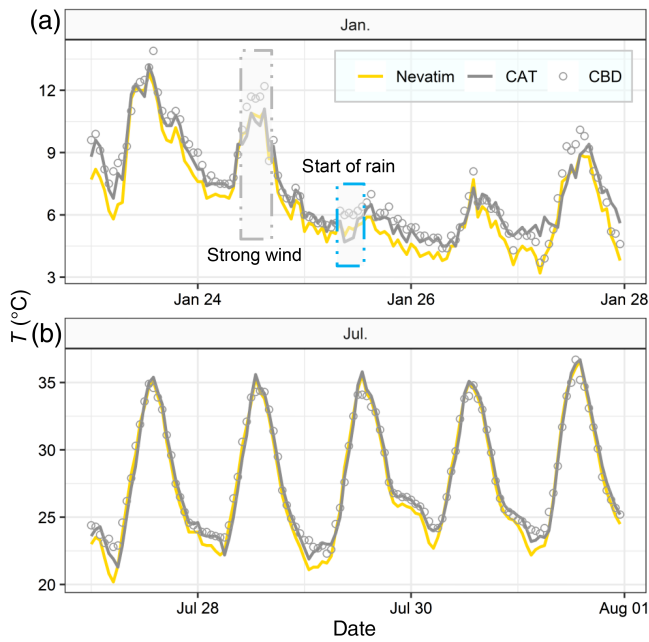 (a)
Jan.
Nevatim CAT CBD
12
9
6
3
Start of rain
Strong wind
Jan 24 Jan 26 Jan 28
T (°C)
(b)
Jul.
35
30
25
20
Jul 28 Jul 30 Aug 01
Date